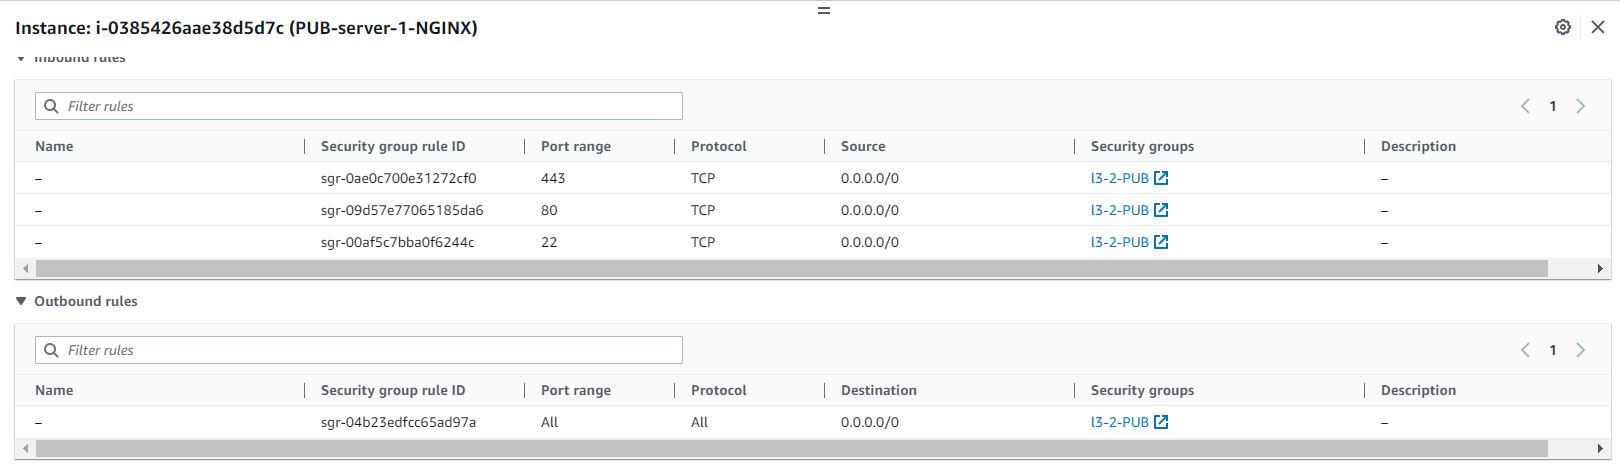 Instance: i-0385426aae38d5d7c (PUB-server-1-NGINX)
Inbound rules
Filter rules
1
Name Security group rule ID Port range Protocol Source Security groups Description
– sgr-0ae0c700e31272cf0 443 TCP 0.0.0.0/0 l3-2-PUB –
– sgr-09d57e77065185da6 80 TCP 0.0.0.0/0 l3-2-PUB –
– sgr-00af5c7bba0f6244c 22 TCP 0.0.0.0/0 l3-2-PUB –
Outbound rules
Filter rules
1
Name Security group rule ID Port range Protocol Destination Security groups Description
– sgr-04b23edfcc65ad97a All All 0.0.0.0/0 l3-2-PUB –